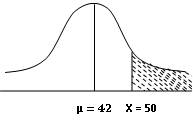 μ = 42 X = 50